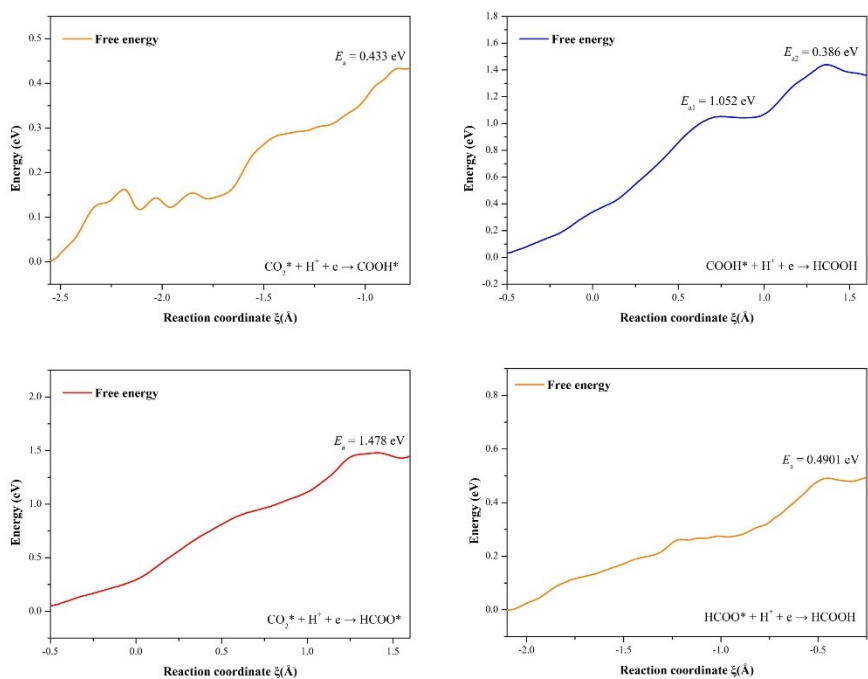 Free energy
Eₐ = 0.433 eV
0.5
0.4
0.3
0.2
0.1
0.0
Energy (eV)
CO₂* + H⁺ + e → COOH*
-2.5
-2.0
-1.5
-1.0
Reaction coordinate ξ(Å)
Free energy
Eₐ₂ = 0.386 eV
Eₐ₁ = 1.052 eV
1.8
1.6
1.4
1.2
1.0
0.8
0.6
0.4
0.2
0.0
-0.2
Energy (eV)
COOH* + H⁺ + e → HCOOH
-0.5
0.0
0.5
1.0
1.5
Reaction coordinate ξ(Å)
Free energy
Eₐ = 1.478 eV
2.0
1.5
1.0
0.5
0.0
Energy (eV)
CO₂* + H⁺ + e → HCOO*
-0.5
0.0
0.5
1.0
1.5
Reaction coordinate ξ(Å)
Free energy
Eₐ = 0.4901 eV
0.8
0.6
0.4
0.2
0.0
Energy (eV)
HCOO* + H⁺ + e → HCOOH
-2.0
-1.5
-1.0
-0.5
Reaction coordinate ξ(Å)